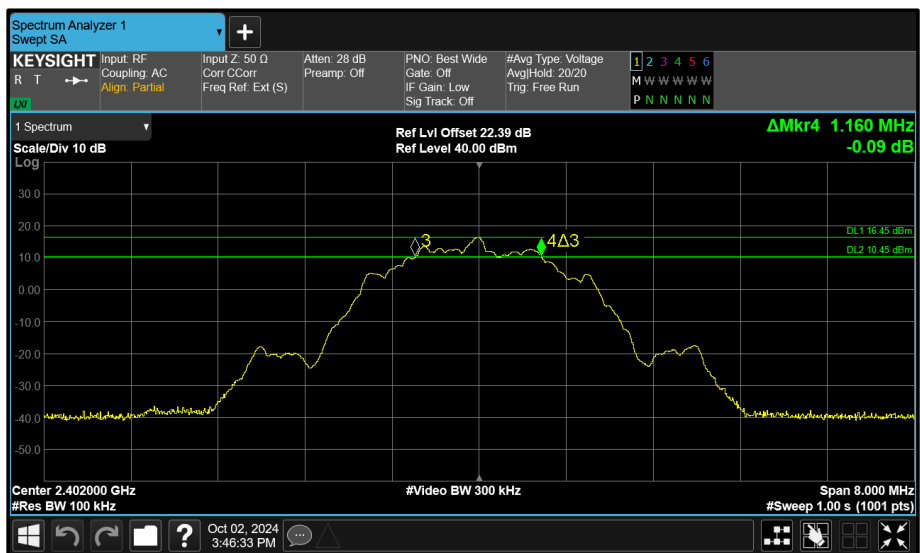 Spectrum Analyzer 1
Swept SA
KEYSIGHT
R T
LXI
Input: RF
Coupling: AC
Align: Partial
Input Z: 50 Ω
Corr CCorr
Freq Ref: Ext (S)
Atten: 28 dB
Preamp: Off
PNO: Best Wide
Gate: Off
IF Gain: Low
Sig Track: Off
#Avg Type: Voltage
Avg|Hold: 20/20
Trig: Free Run
1 2 3 4 5 6
M W W W W W
P N N N N N
1 Spectrum
Scale/Div 10 dB
Ref Lvl Offset 22.39 dB
Ref Level 40.00 dBm
ΔMkr4 1.160 MHz
-0.09 dB
Log
30.0
20.0
10.0
0.00
-10.0
-20.0
-30.0
-40.0
-50.0
3
4Δ3
DL1 16.45 dBm
DL2 10.45 dBm
Center 2.402000 GHz
#Res BW 100 kHz
#Video BW 300 kHz
Span 8.000 MHz
#Sweep 1.00 s (1001 pts)
?
Oct 02, 2024
3:46:33 PM